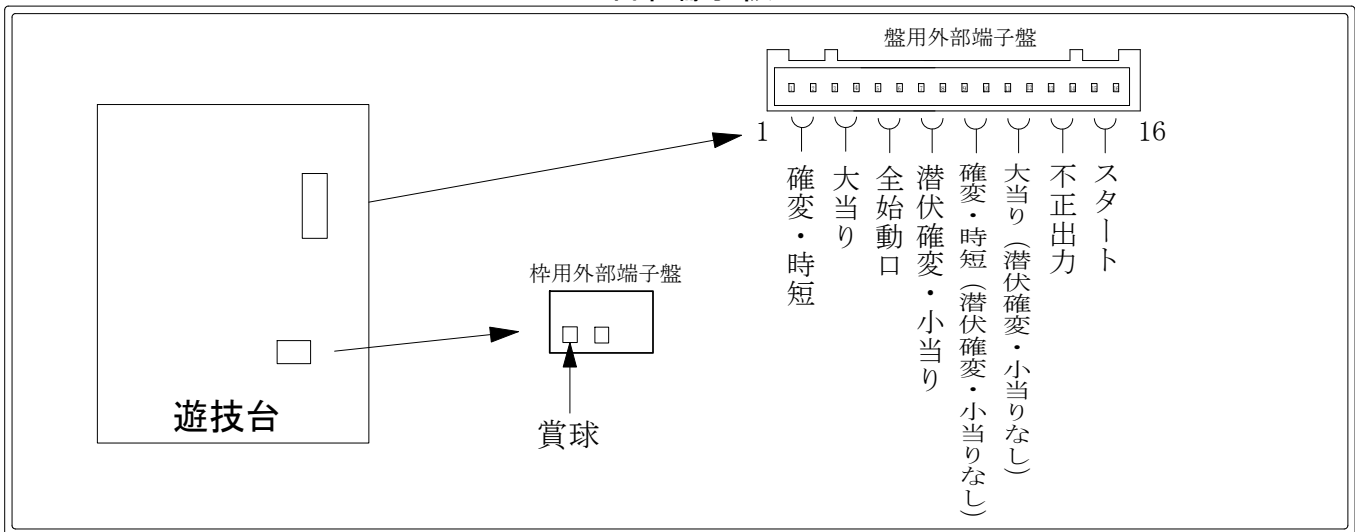 盤用外部端子盤
1
16
確変・時短
大当り
全始動口
潜伏確変・小当り
確変・時短（潜伏確変・小当りなし）
大当り（潜伏確変・小当りなし）
不正出力
スタート
枠用外部端子盤
賞球
遊技台